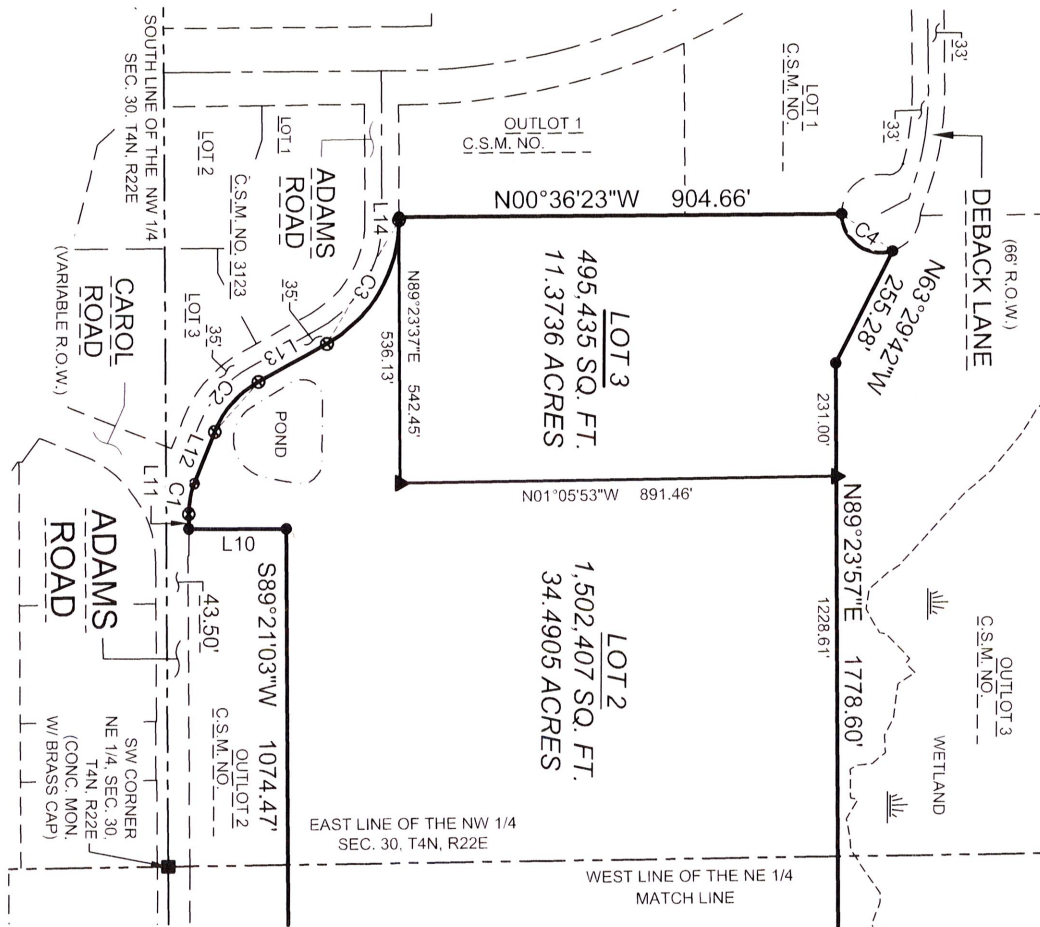 33'
33'
DEBACK LANE
(66' R.O.W.)
LOT 1
C.S.M. NO.
OUTLOT 1
C.S.M. NO.
N00°36'23"W 904.66'
C4
N63°29'42"W
255.28'
SOUTH LINE OF THE NW 1/4
SEC. 30, T4N, R22E
LOT 2
LOT 1
C.S.M. NO. 3123
LOT 3
ADAMS
ROAD
L14
C3
35'
L13
35'
C2
L12
C1
L11
L10
POND
N89°23'37"E 542.45'
536.13'
LOT 3
495,435 SQ. FT.
11.3736 ACRES
N01°05'53"W 891.46'
231.00'
N89°23'57"E 1778.60'
1228.61'
CAROL
ROAD
(VARIABLE R.O.W.)
ADAMS
ROAD
43.50'
S89°21'03"W 1074.47'
OUTLOT 2
C.S.M. NO.
LOT 2
1,502,407 SQ. FT.
34.4905 ACRES
OUTLOT 3
C.S.M. NO.
WETLAND
SW CORNER
NE 1/4, SEC. 30,
T4N, R22E
(CONC. MON.
W/ BRASS CAP)
EAST LINE OF THE NW 1/4
SEC. 30, T4N, R22E
WEST LINE OF THE NE 1/4
MATCH LINE